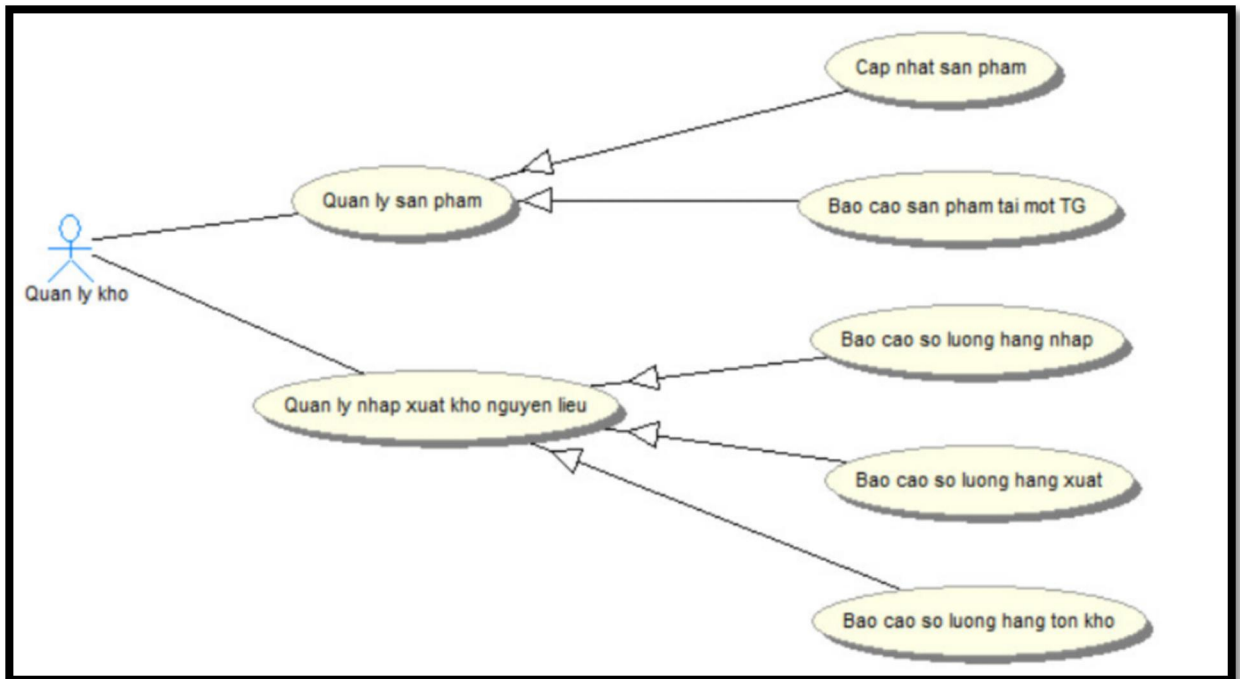 Cap nhat san pham
Quan ly san pham
Bao cao san pham tai mot TG
Quan ly kho
Bao cao so luong hang nhap
Quan ly nhap xuat kho nguyen lieu
Bao cao so luong hang xuat
Bao cao so luong hang ton kho